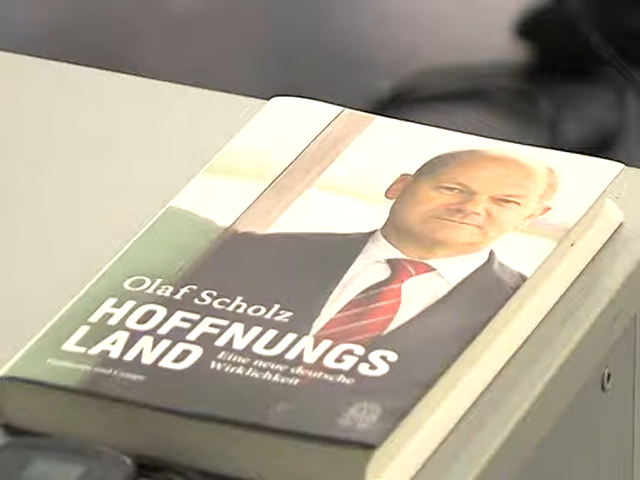 Olaf Scholz
HOFFNUNGS
LAND
Eine neue deutsche
Wirklichkeit